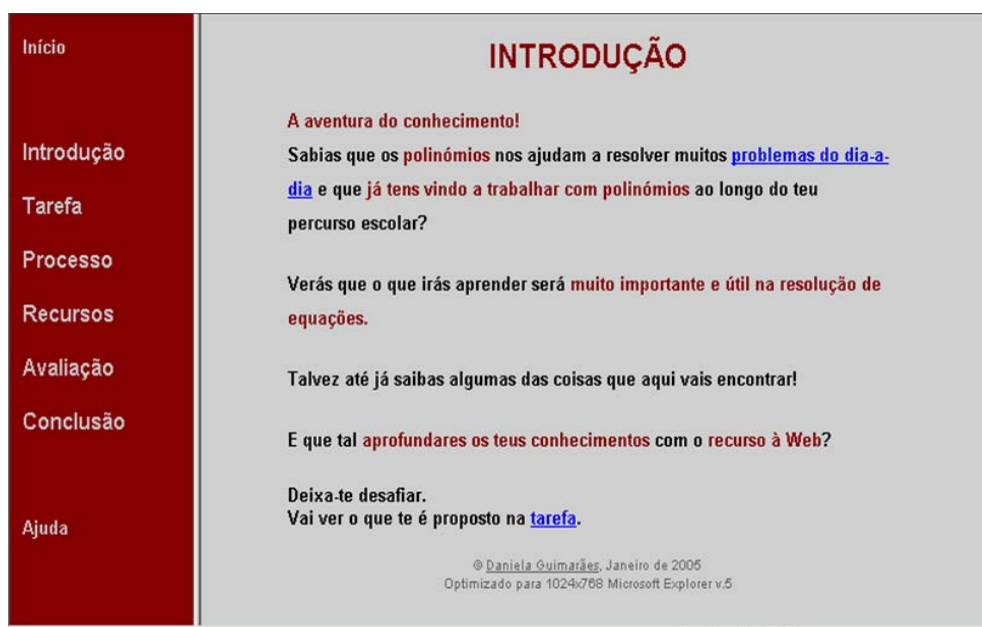 Início
Introdução
Tarefa
Processo
Recursos
Avaliação
Conclusão
Ajuda
INTRODUÇÃO
A aventura do conhecimento!
Sabias que os polinómios nos ajudam a resolver muitos problemas do dia-a-
dia e que já tens vindo a trabalhar com polinómios ao longo do teu
percurso escolar?
Verás que o que irás aprender será muito importante e útil na resolução de
equações.
Talvez até já saibas algumas das coisas que aqui vais encontrar!
E que tal aprofundares os teus conhecimentos com o recurso à Web?
Deixa-te desafiar.
Vai ver o que te é proposto na tarefa.
© Daniela Guimarães, Janeiro de 2005
Optimizado para 1024x768 Microsoft Explorer v.5